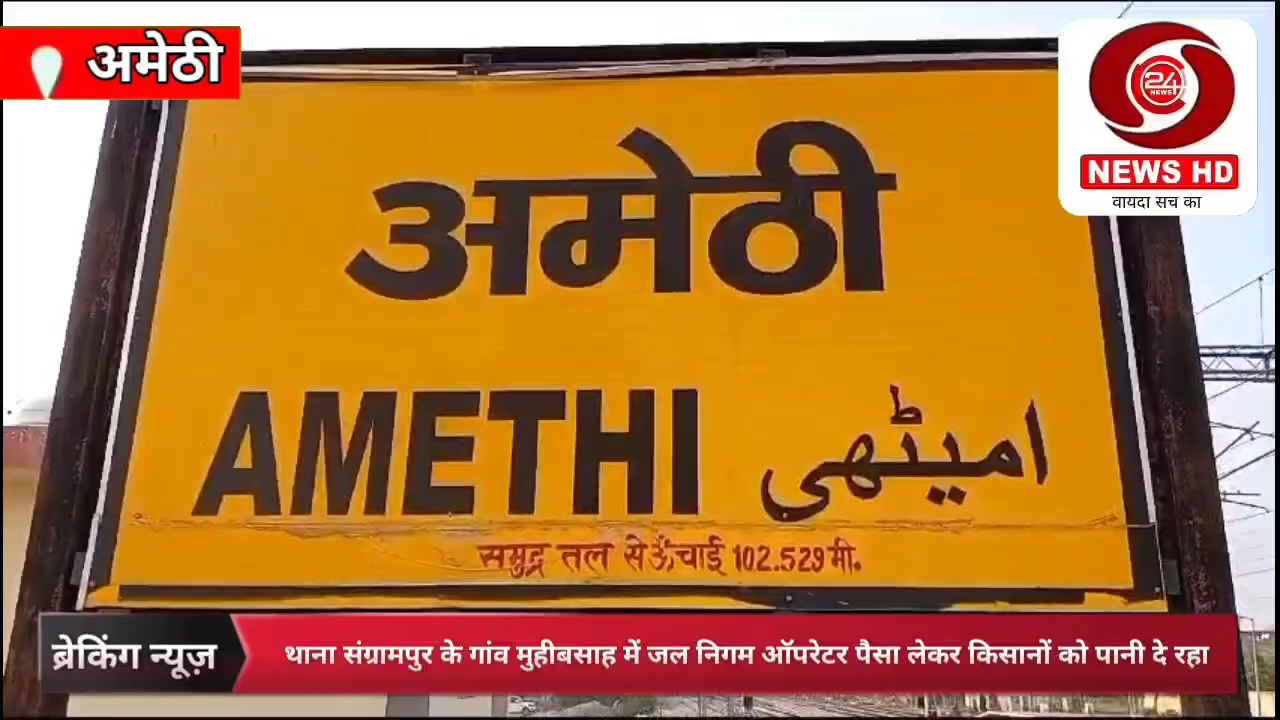 अमेठी
24
NEWS
NEWS HD
वायदा सच का
अमेठी
AMETHI امیٹھی
समुद्र तल से ऊँचाई 102.529 मी.
ब्रेकिंग न्यूज़
थाना संग्रामपुर के गांव मुहीबसाह में जल निगम ऑपरेटर पैसा लेकर किसानों को पानी दे रहा